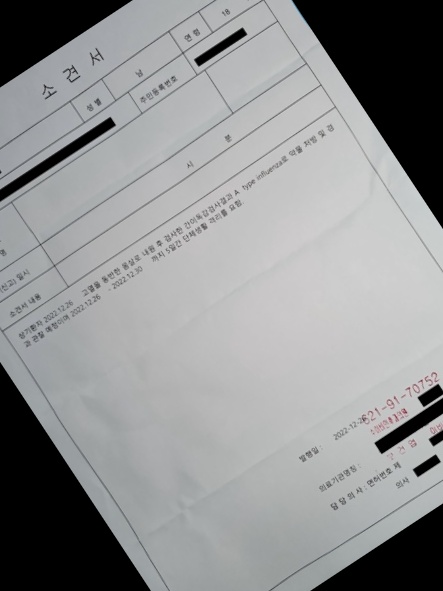 소 견 서
성 별 남 연 령 18
주민등록번호
명
시 분
(신고) 일시
소견서 내용
상기환자 2022.12.26 고열을 동반한 몸살로 내원 후 검사한 간이독감검사결과 A type influenza로 약물 처방 및 경
과 관찰 예정이며 2022.12.26 - 2022.12.30 까지 5일간 단체생활 격리를 요함.
발행일 : 2022-12-26
621-91-70752
의료기관명칭 :
담 당 의 사 : 면허번호 제
의사